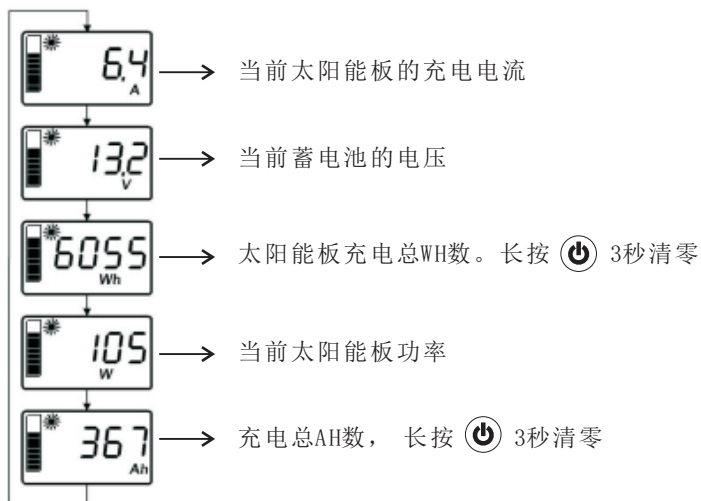 6.4
A
当前太阳能板的充电电流
13.2
V
当前蓄电池的电压
6055
Wh
太阳能板充电总WH数。长按 3秒清零
105
W
当前太阳能板功率
367
Ah
充电总AH数， 长按 3秒清零